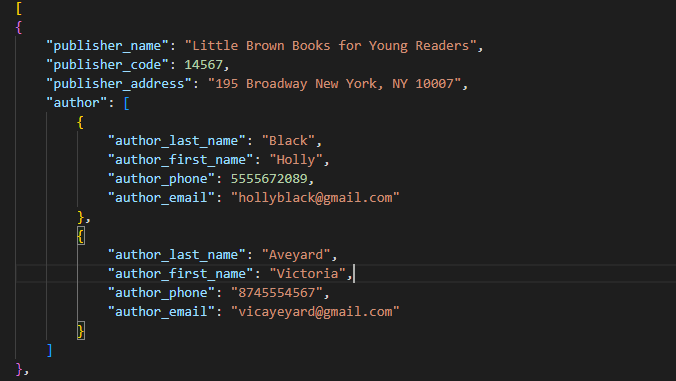 [
{
"publisher_name": "Little Brown Books for Young Readers",
"publisher_code": 14567,
"publisher_address": "195 Broadway New York, NY 10007",
"author": [
{
"author_last_name": "Black",
"author_first_name": "Holly",
"author_phone": 5555672089,
"author_email": "hollyblack@gmail.com"
},
{
"author_last_name": "Aveyard",
"author_first_name": "Victoria",
"author_phone": "8745554567",
"author_email": "vicayeyard@gmail.com"
}
]
},